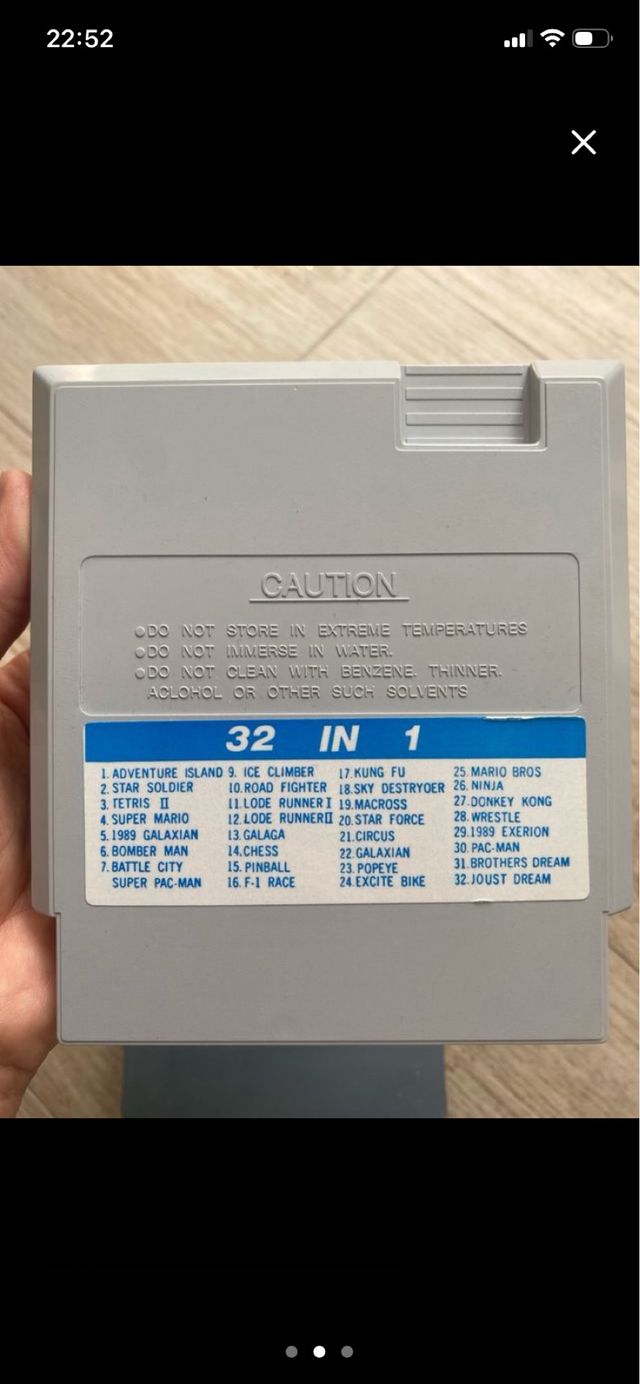 22:52
CAUTION
DO NOT STORE IN EXTREME TEMPERATURES
DO NOT IMMERSE IN WATER.
DO NOT CLEAN WITH BENZENE. THINNER.
ACLOHOL OR OTHER SUCH SOLVENTS
32 IN 1
1. ADVENTURE ISLAND
2. STAR SOLDIER
3. TETRIS II
4. SUPER MARIO
5. 1989 GALAXIAN
6. BOMBER MAN
7. BATTLE CITY
SUPER PAC-MAN
9. ICE CLIMBER
10. ROAD FIGHTER
11. LODE RUNNER I
12. LODE RUNNER II
13. GALAGA
14. CHESS
15. PINBALL
16. F-1 RACE
17. KUNG FU
18. SKY DESTRYOER
19. MACROSS
20. STAR FORCE
21. CIRCUS
22. GALAXIAN
23. POPEYE
24. EXCITE BIKE
25. MARIO BROS
26. NINJA
27. DONKEY KONG
28. WRESTLE
29. 1989 EXERION
30. PAC-MAN
31. BROTHERS DREAM
32. JOUST DREAM